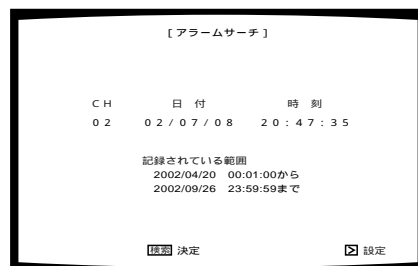 [アラームサーチ]
CH 日 付 時 刻
02 02/07/08 20:47:35
記録されている範囲
2002/04/20 00:01:00から
2002/09/26 23:59:59まで
検索 決定 > 設定